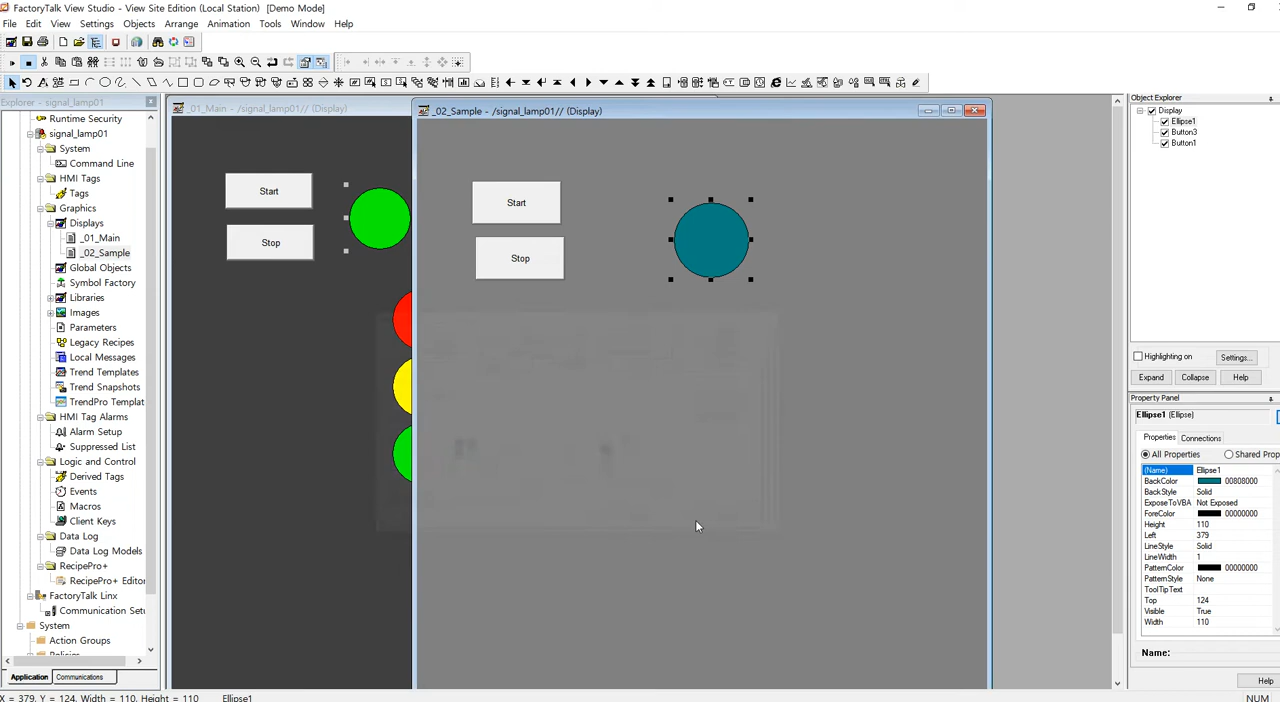 FactoryTalk View Studio - View Site Edition (Local Station)  [Demo Mode]
File Edit View Settings Objects Arrange Animation Tools Window Help
Explorer - signal_lamp01
Runtime Security
signal_lamp01
System
Command Line
HMI Tags
Tags
Graphics
Displays
_01_Main
_02_Sample
Global Objects
Symbol Factory
Libraries
Images
Parameters
Legacy Recipes
Local Messages
Trend Templates
Trend Snapshots
TrendPro Templat
HMI Tag Alarms
Alarm Setup
Suppressed List
Logic and Control
Derived Tags
Events
Macros
Client Keys
Data Log
Data Log Models
RecipePro+
RecipePro+ Editor
FactoryTalk Linx
Communication Setu
System
Action Groups
Policies
Application Communications
_01_Main - /signal_lamp01// (Display)
Start
Stop
_02_Sample - /signal_lamp01// (Display)
Start
Stop
Object Explorer
Display
Ellipse1
Button3
Button1
Highlighting on Settings...
Expand Collapse Help
Property Panel
Ellipse1 (Ellipse)
Properties Connections
All Properties Shared Prop
(Name) Ellipse1
BackColor 00808000
BackStyle Solid
ExposeToVBA Not Exposed
ForeColor 00000000
Height 110
Left 379
LineStyle Solid
LineWidth 1
PatternColor 00000000
PatternStyle None
ToolTipText
Top 124
Visible True
Width 110
Name:
Help
X = 379, Y = 124, Width = 110, Height = 110 Ellipse1 NUM